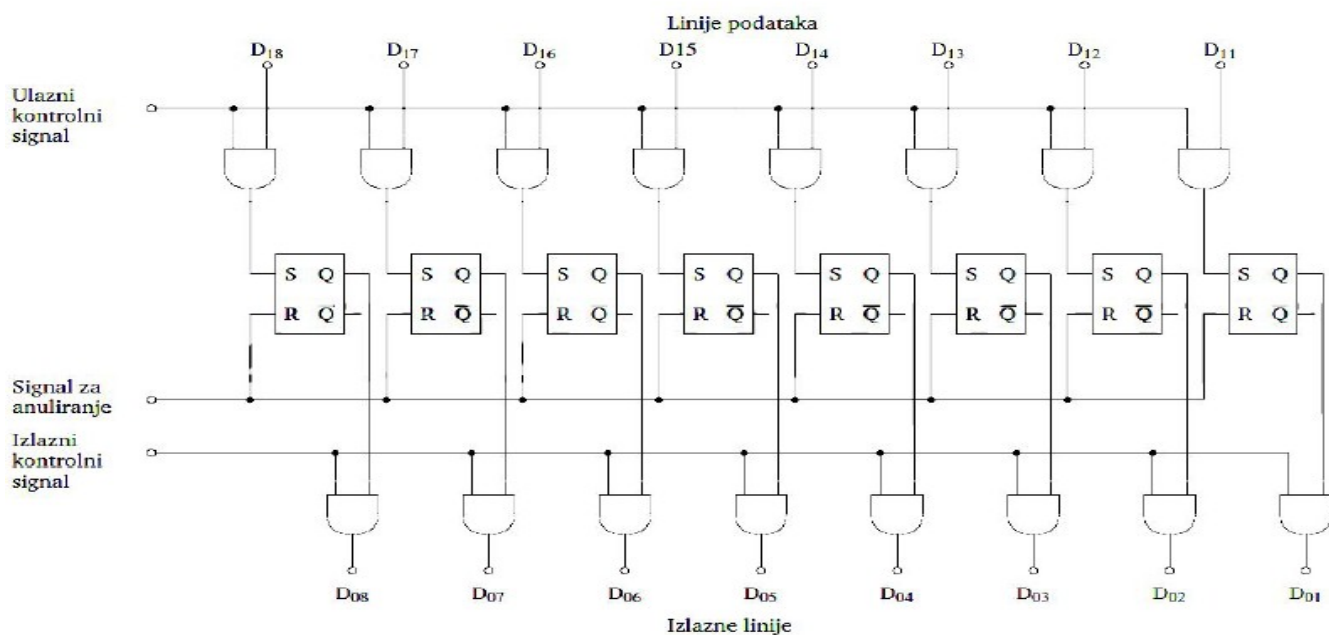 Linije podataka
D18 D17 D16 D15 D14 D13 D12 D11
Ulazni
kontrolni
signal
S Q S Q S Q S Q S Q S Q S Q S Q
R Q R Q̅ R Q R Q̅ R Q̅ R Q̅ R Q̅ R Q
Signal za
anuliranje
Izlazni
kontrolni
signal
D08 D07 D06 D05 D04 D03 D02 D01
Izlazne linije